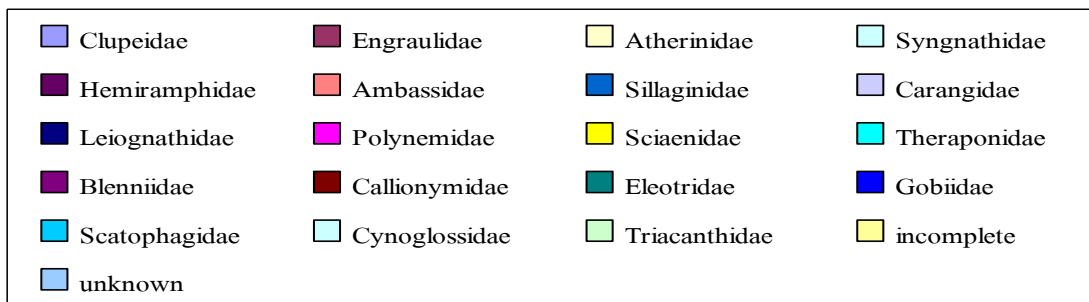 Clupeidae Engraulidae Atherinidae Syngnathidae
Hemiramphidae Ambassidae Sillaginidae Carangidae
Leiognathidae Polynemidae Sciaenidae Theraponidae
Blenniidae Callionymidae Eleotridae Gobiidae
Scatophagidae Cynoglossidae Triacanthidae incomplete
unknown